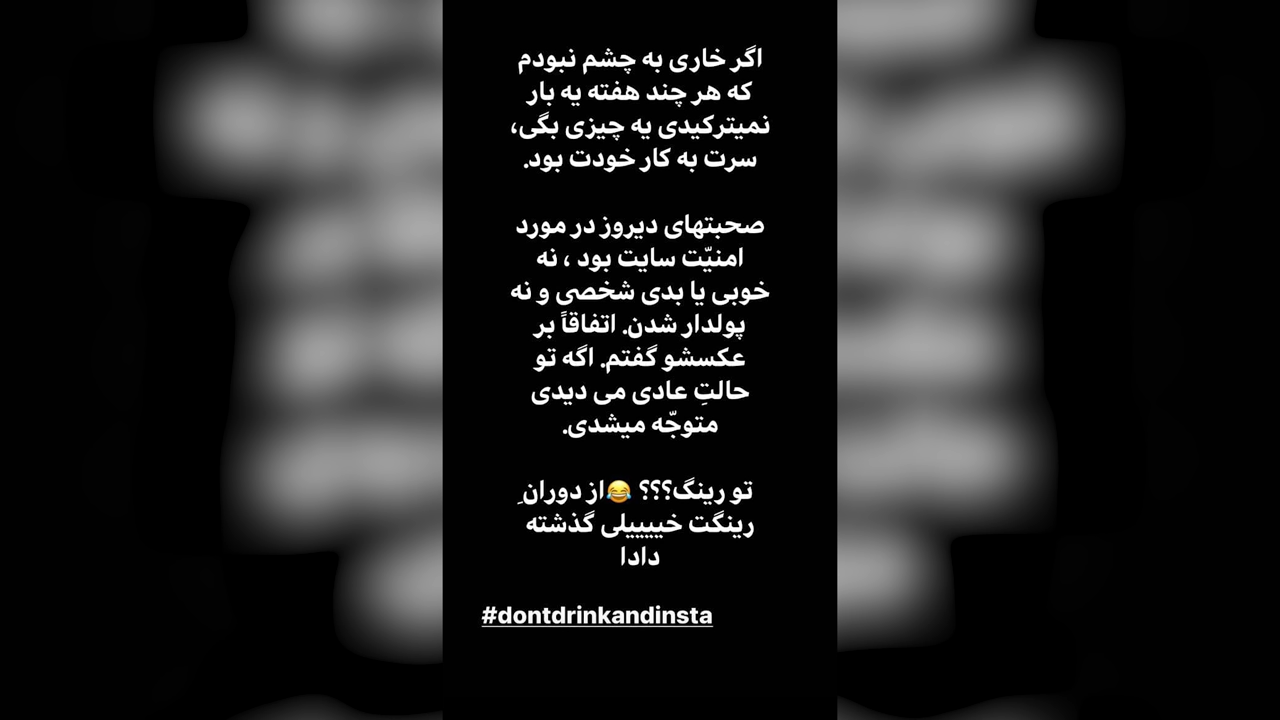 اگر خاری به چشم نبودم
که هر چند هفته یه بار
نمیترکیدی یه چیزی بگی،
سرت به کار خودت بود.
صحبتهای دیروز در مورد
امنیّت سایت بود ، نه
خوبی یا بدی شخصی و نه
پولدار شدن. اتفاقاً بر
عکسشو گفتم. اگه تو
حالتِ عادی می دیدی
متوجّه میشدی.
تو رینگ؟؟؟ 😂از دوران ِ
رینگت خیییییلی گذشته
دادا
#dontdrinkandinsta